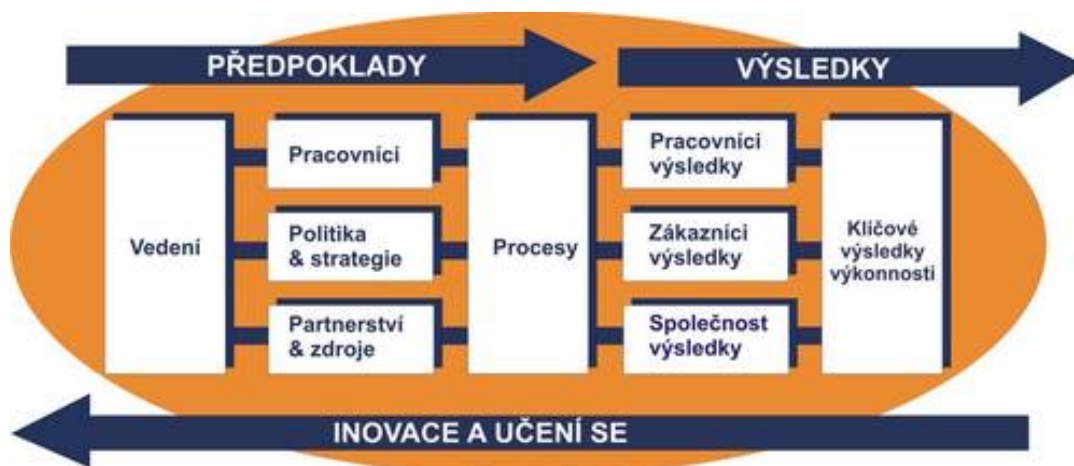 PŘEDPOKLADY
VÝSLEDKY
Vedení
Pracovníci
Politika
& strategie
Partnerství
& zdroje
Procesy
Pracovníci
výsledky
Zákazníci
výsledky
Společnost
výsledky
Klíčové
výsledky
výkonnosti
INOVACE A UČENÍ SE